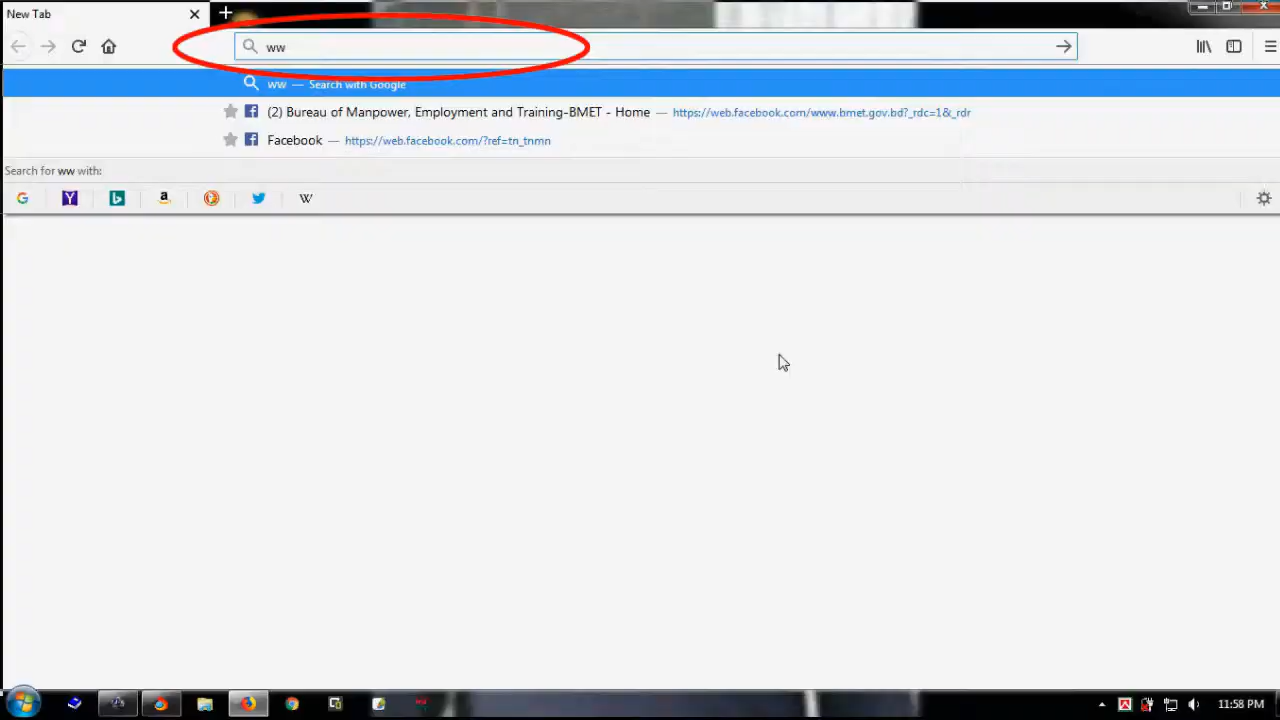 New Tab
ww
ww — Search with Google
(2) Bureau of Manpower, Employment and Training-BMET - Home — https://web.facebook.com/www.bmet.gov.bd?_rdc=1&_rdr
Facebook — https://web.facebook.com/?ref=tn_tnmn
Search for ww with:
11:58 PM